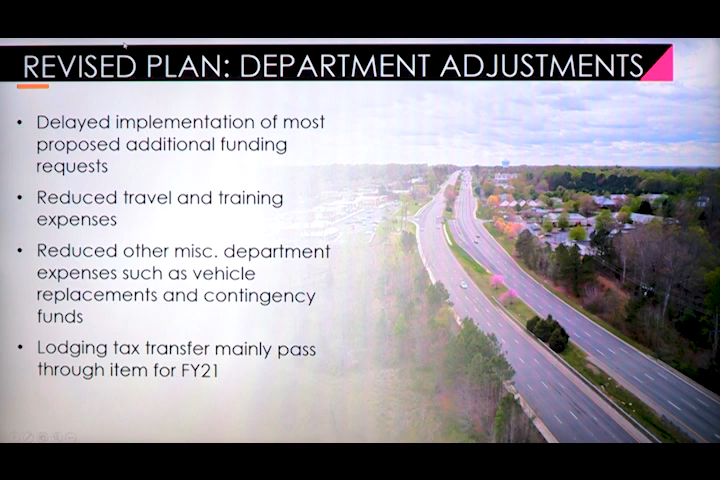 REVISED PLAN: DEPARTMENT ADJUSTMENTS
• Delayed implementation of most
proposed additional funding
requests
• Reduced travel and training
expenses
• Reduced other misc. department
expenses such as vehicle
replacements and contingency
funds
• Lodging tax transfer mainly pass
through item for FY21